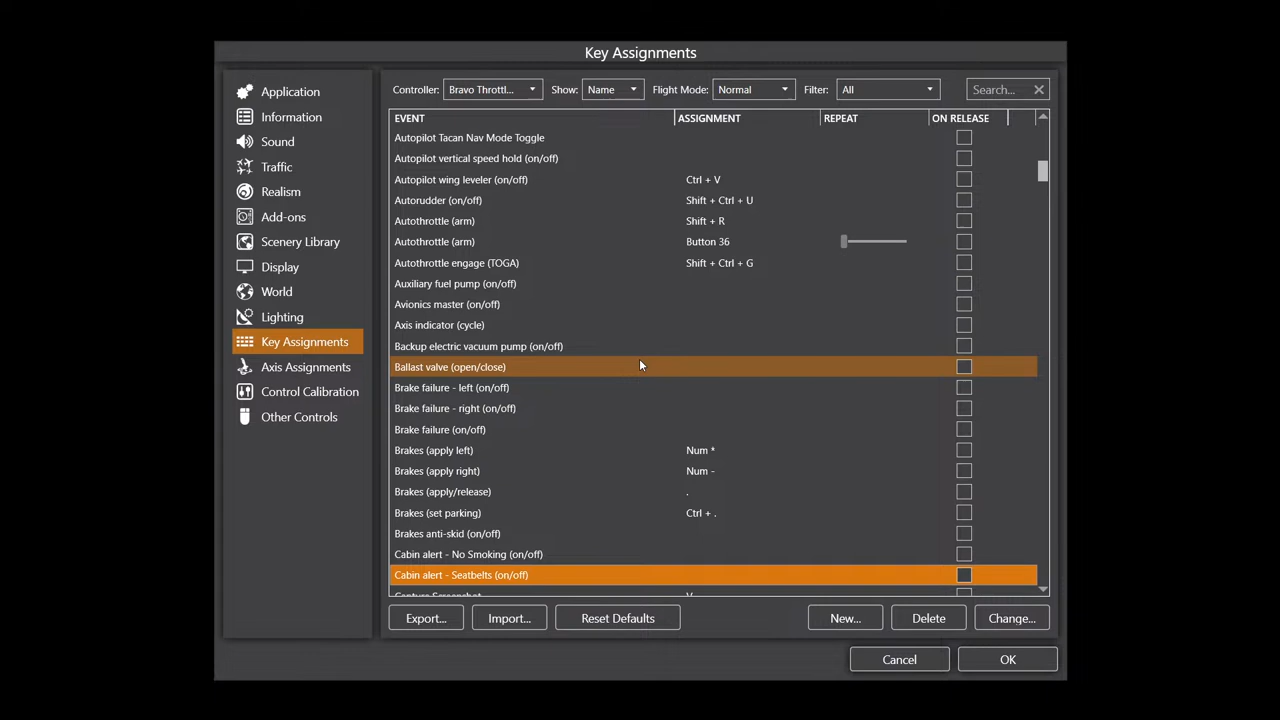 Key Assignments
Application
Information
Sound
Traffic
Realism
Add-ons
Scenery Library
Display
World
Lighting
Key Assignments
Axis Assignments
Control Calibration
Other Controls
Controller: Bravo Throttl... Show: Name Flight Mode: Normal Filter: All Search...
EVENT ASSIGNMENT REPEAT ON RELEASE
Autopilot Tacan Nav Mode Toggle
Autopilot vertical speed hold (on/off)
Autopilot wing leveler (on/off) Ctrl + V
Autorudder (on/off) Shift + Ctrl + U
Autothrottle (arm) Shift + R
Autothrottle (arm) Button 36
Autothrottle engage (TOGA) Shift + Ctrl + G
Auxiliary fuel pump (on/off)
Avionics master (on/off)
Axis indicator (cycle)
Backup electric vacuum pump (on/off)
Ballast valve (open/close)
Brake failure - left (on/off)
Brake failure - right (on/off)
Brake failure (on/off)
Brakes (apply left) Num *
Brakes (apply right) Num -
Brakes (apply/release) .
Brakes (set parking) Ctrl + .
Brakes anti-skid (on/off)
Cabin alert - No Smoking (on/off)
Cabin alert - Seatbelts (on/off)
Capture Screenshot V
Export... Import... Reset Defaults New... Delete Change...
Cancel OK